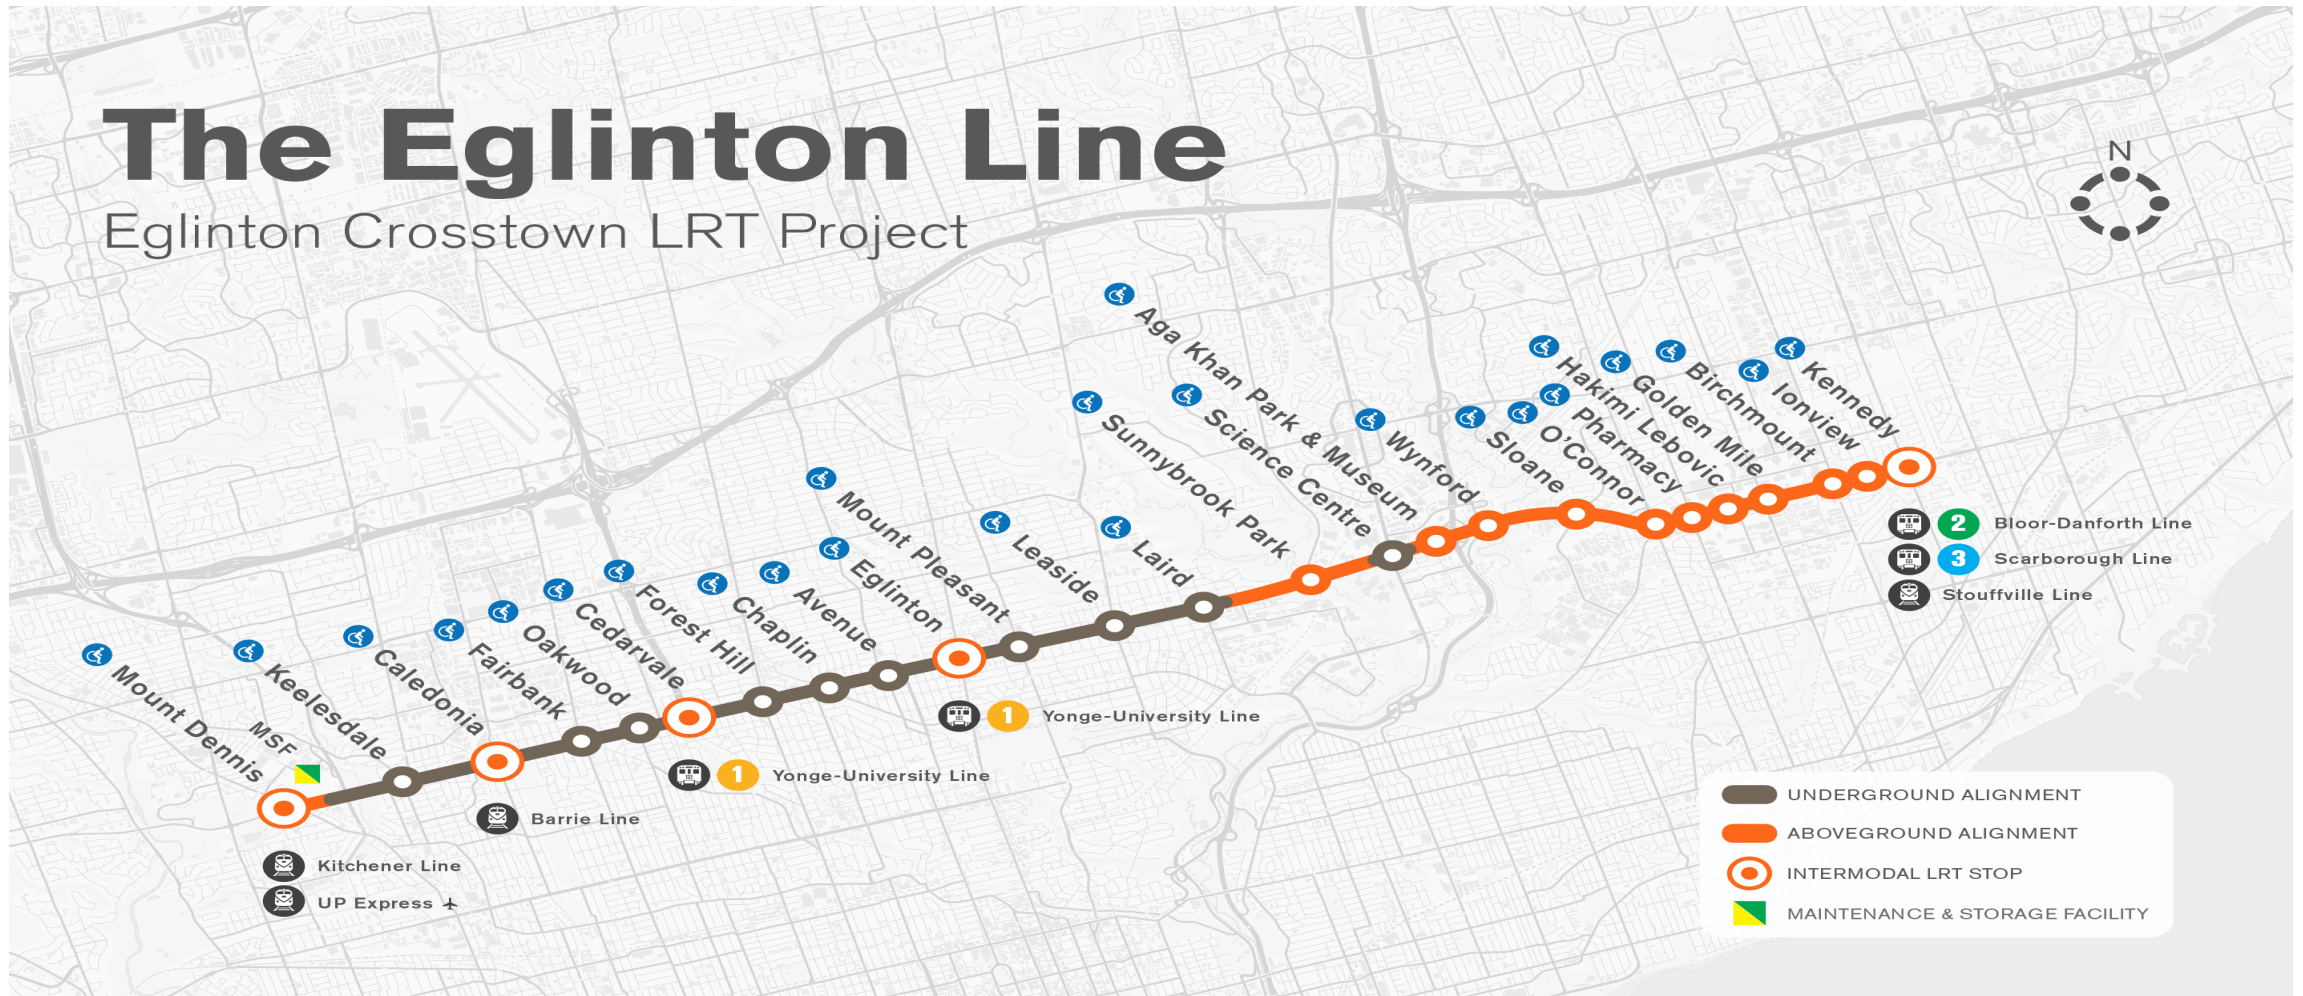 The Eglinton Line
Eglinton Crosstown LRT Project
N
Mount Dennis
MSF
Keelesdale
Caledonia
Fairbank
Oakwood
Cedarvale
Forest Hill
Chaplin
Avenue
Eglinton
Mount Pleasant
Leaside
Laird
Sunnybrook Park
Science Centre
Aga Khan Park & Museum
Wynford
Sloane
O'Connor
Pharmacy
Hakimi Lebovic
Golden Mile
Birchmount
Ionview
Kennedy
2 Bloor-Danforth Line
3 Scarborough Line
Stouffville Line
1 Yonge-University Line
1 Yonge-University Line
Barrie Line
Kitchener Line
UP Express
UNDERGROUND ALIGNMENT
ABOVEGROUND ALIGNMENT
INTERMODAL LRT STOP
MAINTENANCE & STORAGE FACILITY